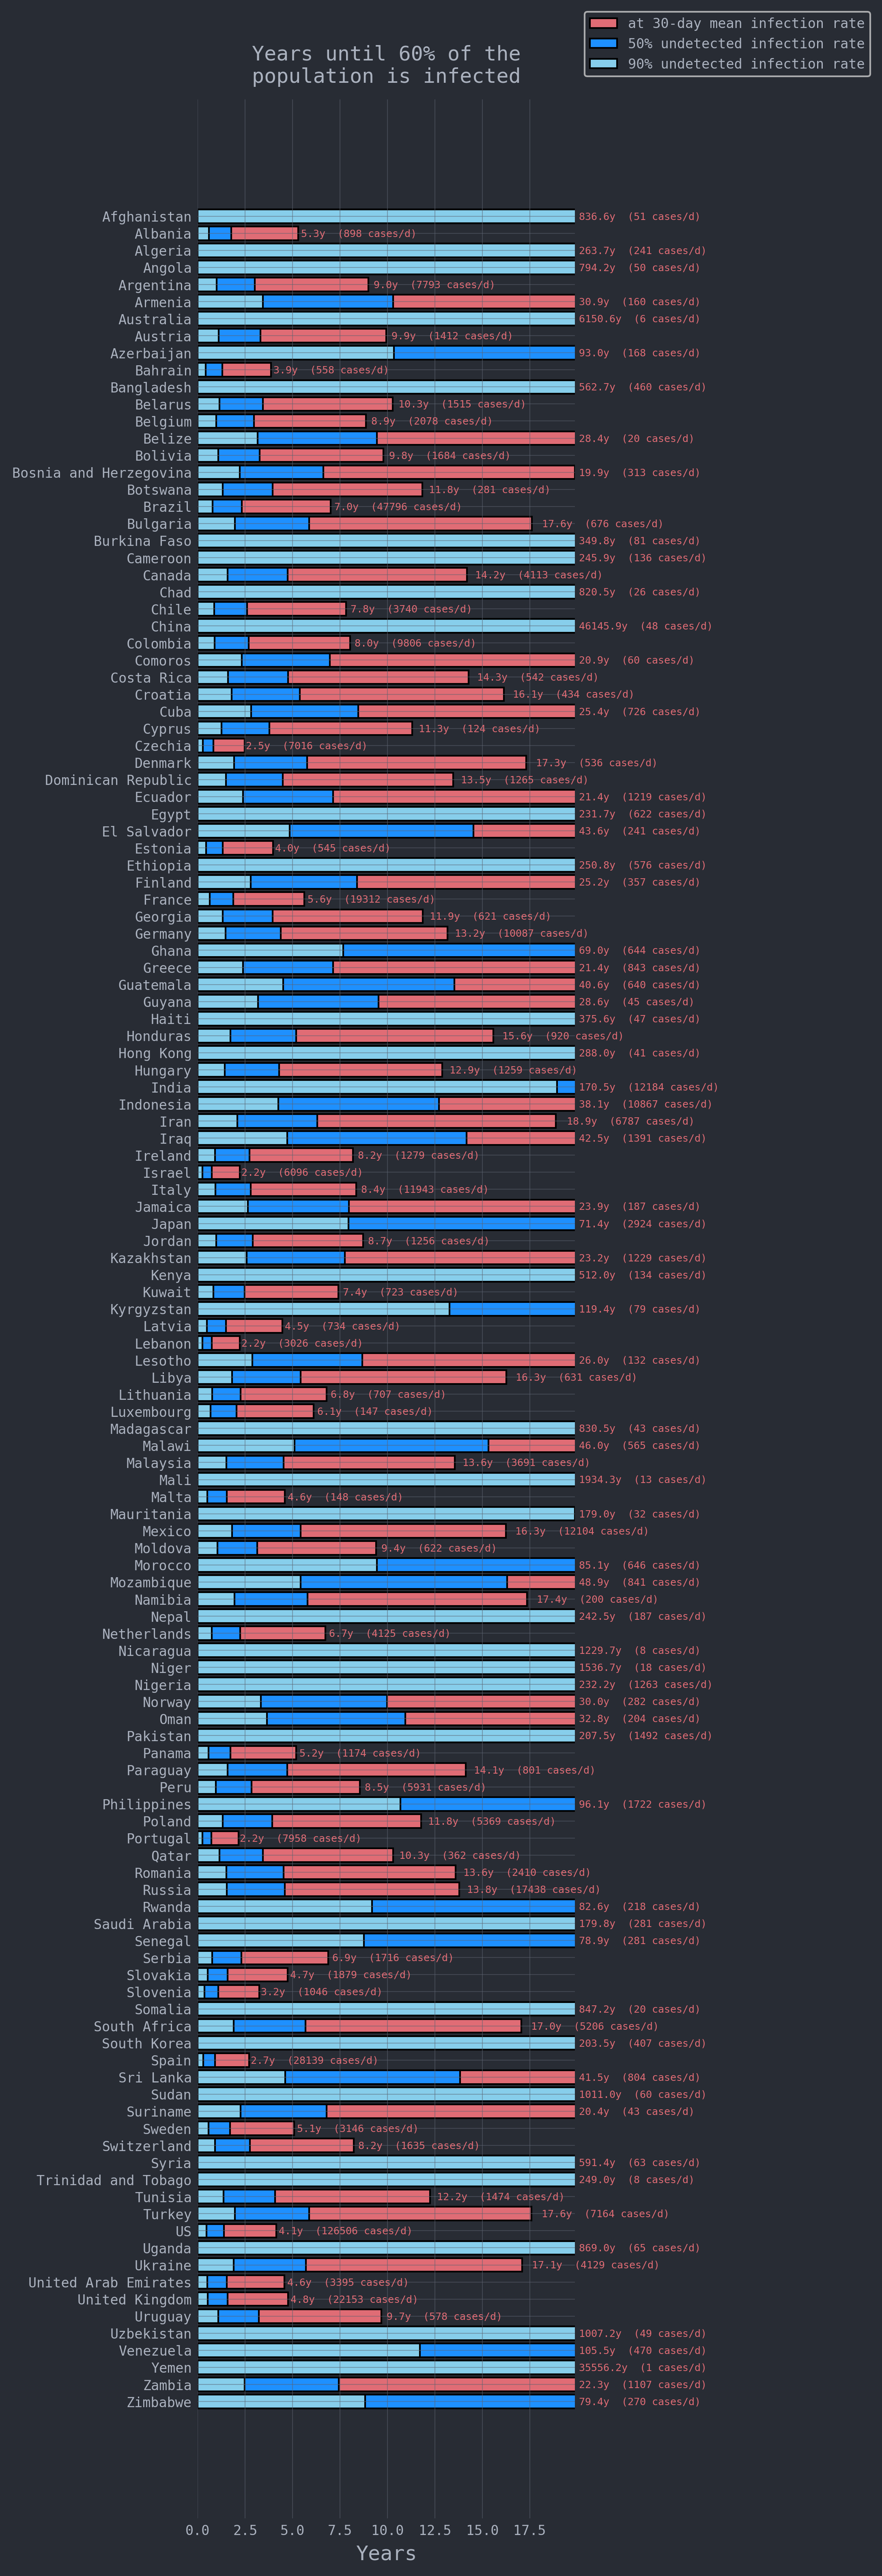 at 30-day mean infection rate
50% undetected infection rate
90% undetected infection rate
Years until 60% of the
population is infected
Afghanistan 836.6y (51 cases/d)
Albania 5.3y (898 cases/d)
Algeria 263.7y (241 cases/d)
Angola 794.2y (50 cases/d)
Argentina 9.0y (7793 cases/d)
Armenia 30.9y (160 cases/d)
Australia 6150.6y (6 cases/d)
Austria 9.9y (1412 cases/d)
Azerbaijan 93.0y (168 cases/d)
Bahrain 3.9y (558 cases/d)
Bangladesh 562.7y (460 cases/d)
Belarus 10.3y (1515 cases/d)
Belgium 8.9y (2078 cases/d)
Belize 28.4y (20 cases/d)
Bolivia 9.8y (1684 cases/d)
Bosnia and Herzegovina 19.9y (313 cases/d)
Botswana 11.8y (281 cases/d)
Brazil 7.0y (47796 cases/d)
Bulgaria 17.6y (676 cases/d)
Burkina Faso 349.8y (81 cases/d)
Cameroon 245.9y (136 cases/d)
Canada 14.2y (4113 cases/d)
Chad 820.5y (26 cases/d)
Chile 7.8y (3740 cases/d)
China 46145.9y (48 cases/d)
Colombia 8.0y (9806 cases/d)
Comoros 20.9y (60 cases/d)
Costa Rica 14.3y (542 cases/d)
Croatia 16.1y (434 cases/d)
Cuba 25.4y (726 cases/d)
Cyprus 11.3y (124 cases/d)
Czechia 2.5y (7016 cases/d)
Denmark 17.3y (536 cases/d)
Dominican Republic 13.5y (1265 cases/d)
Ecuador 21.4y (1219 cases/d)
Egypt 231.7y (622 cases/d)
El Salvador 43.6y (241 cases/d)
Estonia 4.0y (545 cases/d)
Ethiopia 250.8y (576 cases/d)
Finland 25.2y (357 cases/d)
France 5.6y (19312 cases/d)
Georgia 11.9y (621 cases/d)
Germany 13.2y (10087 cases/d)
Ghana 69.0y (644 cases/d)
Greece 21.4y (843 cases/d)
Guatemala 40.6y (640 cases/d)
Guyana 28.6y (45 cases/d)
Haiti 375.6y (47 cases/d)
Honduras 15.6y (920 cases/d)
Hong Kong 288.0y (41 cases/d)
Hungary 12.9y (1259 cases/d)
India 170.5y (12184 cases/d)
Indonesia 38.1y (10867 cases/d)
Iran 18.9y (6787 cases/d)
Iraq 42.5y (1391 cases/d)
Ireland 8.2y (1279 cases/d)
Israel 2.2y (6096 cases/d)
Italy 8.4y (11943 cases/d)
Jamaica 23.9y (187 cases/d)
Japan 71.4y (2924 cases/d)
Jordan 8.7y (1256 cases/d)
Kazakhstan 23.2y (1229 cases/d)
Kenya 512.0y (134 cases/d)
Kuwait 7.4y (723 cases/d)
Kyrgyzstan 119.4y (79 cases/d)
Latvia 4.5y (734 cases/d)
Lebanon 2.2y (3026 cases/d)
Lesotho 26.0y (132 cases/d)
Libya 16.3y (631 cases/d)
Lithuania 6.8y (707 cases/d)
Luxembourg 6.1y (147 cases/d)
Madagascar 830.5y (43 cases/d)
Malawi 46.0y (565 cases/d)
Malaysia 13.6y (3691 cases/d)
Mali 1934.3y (13 cases/d)
Malta 4.6y (148 cases/d)
Mauritania 179.0y (32 cases/d)
Mexico 16.3y (12104 cases/d)
Moldova 9.4y (622 cases/d)
Morocco 85.1y (646 cases/d)
Mozambique 48.9y (841 cases/d)
Namibia 17.4y (200 cases/d)
Nepal 242.5y (187 cases/d)
Netherlands 6.7y (4125 cases/d)
Nicaragua 1229.7y (8 cases/d)
Niger 1536.7y (18 cases/d)
Nigeria 232.2y (1263 cases/d)
Norway 30.0y (282 cases/d)
Oman 32.8y (204 cases/d)
Pakistan 207.5y (1492 cases/d)
Panama 5.2y (1174 cases/d)
Paraguay 14.1y (801 cases/d)
Peru 8.5y (5931 cases/d)
Philippines 96.1y (1722 cases/d)
Poland 11.8y (5369 cases/d)
Portugal 2.2y (7958 cases/d)
Qatar 10.3y (362 cases/d)
Romania 13.6y (2410 cases/d)
Russia 13.8y (17438 cases/d)
Rwanda 82.6y (218 cases/d)
Saudi Arabia 179.8y (281 cases/d)
Senegal 78.9y (281 cases/d)
Serbia 6.9y (1716 cases/d)
Slovakia 4.7y (1879 cases/d)
Slovenia 3.2y (1046 cases/d)
Somalia 847.2y (20 cases/d)
South Africa 17.0y (5206 cases/d)
South Korea 203.5y (407 cases/d)
Spain 2.7y (28139 cases/d)
Sri Lanka 41.5y (804 cases/d)
Sudan 1011.0y (60 cases/d)
Suriname 20.4y (43 cases/d)
Sweden 5.1y (3146 cases/d)
Switzerland 8.2y (1635 cases/d)
Syria 591.4y (63 cases/d)
Trinidad and Tobago 249.0y (8 cases/d)
Tunisia 12.2y (1474 cases/d)
Turkey 17.6y (7164 cases/d)
US 4.1y (126506 cases/d)
Uganda 869.0y (65 cases/d)
Ukraine 17.1y (4129 cases/d)
United Arab Emirates 4.6y (3395 cases/d)
United Kingdom 4.8y (22153 cases/d)
Uruguay 9.7y (578 cases/d)
Uzbekistan 1007.2y (49 cases/d)
Venezuela 105.5y (470 cases/d)
Yemen 35556.2y (1 cases/d)
Zambia 22.3y (1107 cases/d)
Zimbabwe 79.4y (270 cases/d)
0.0 2.5 5.0 7.5 10.0 12.5 15.0 17.5
Years